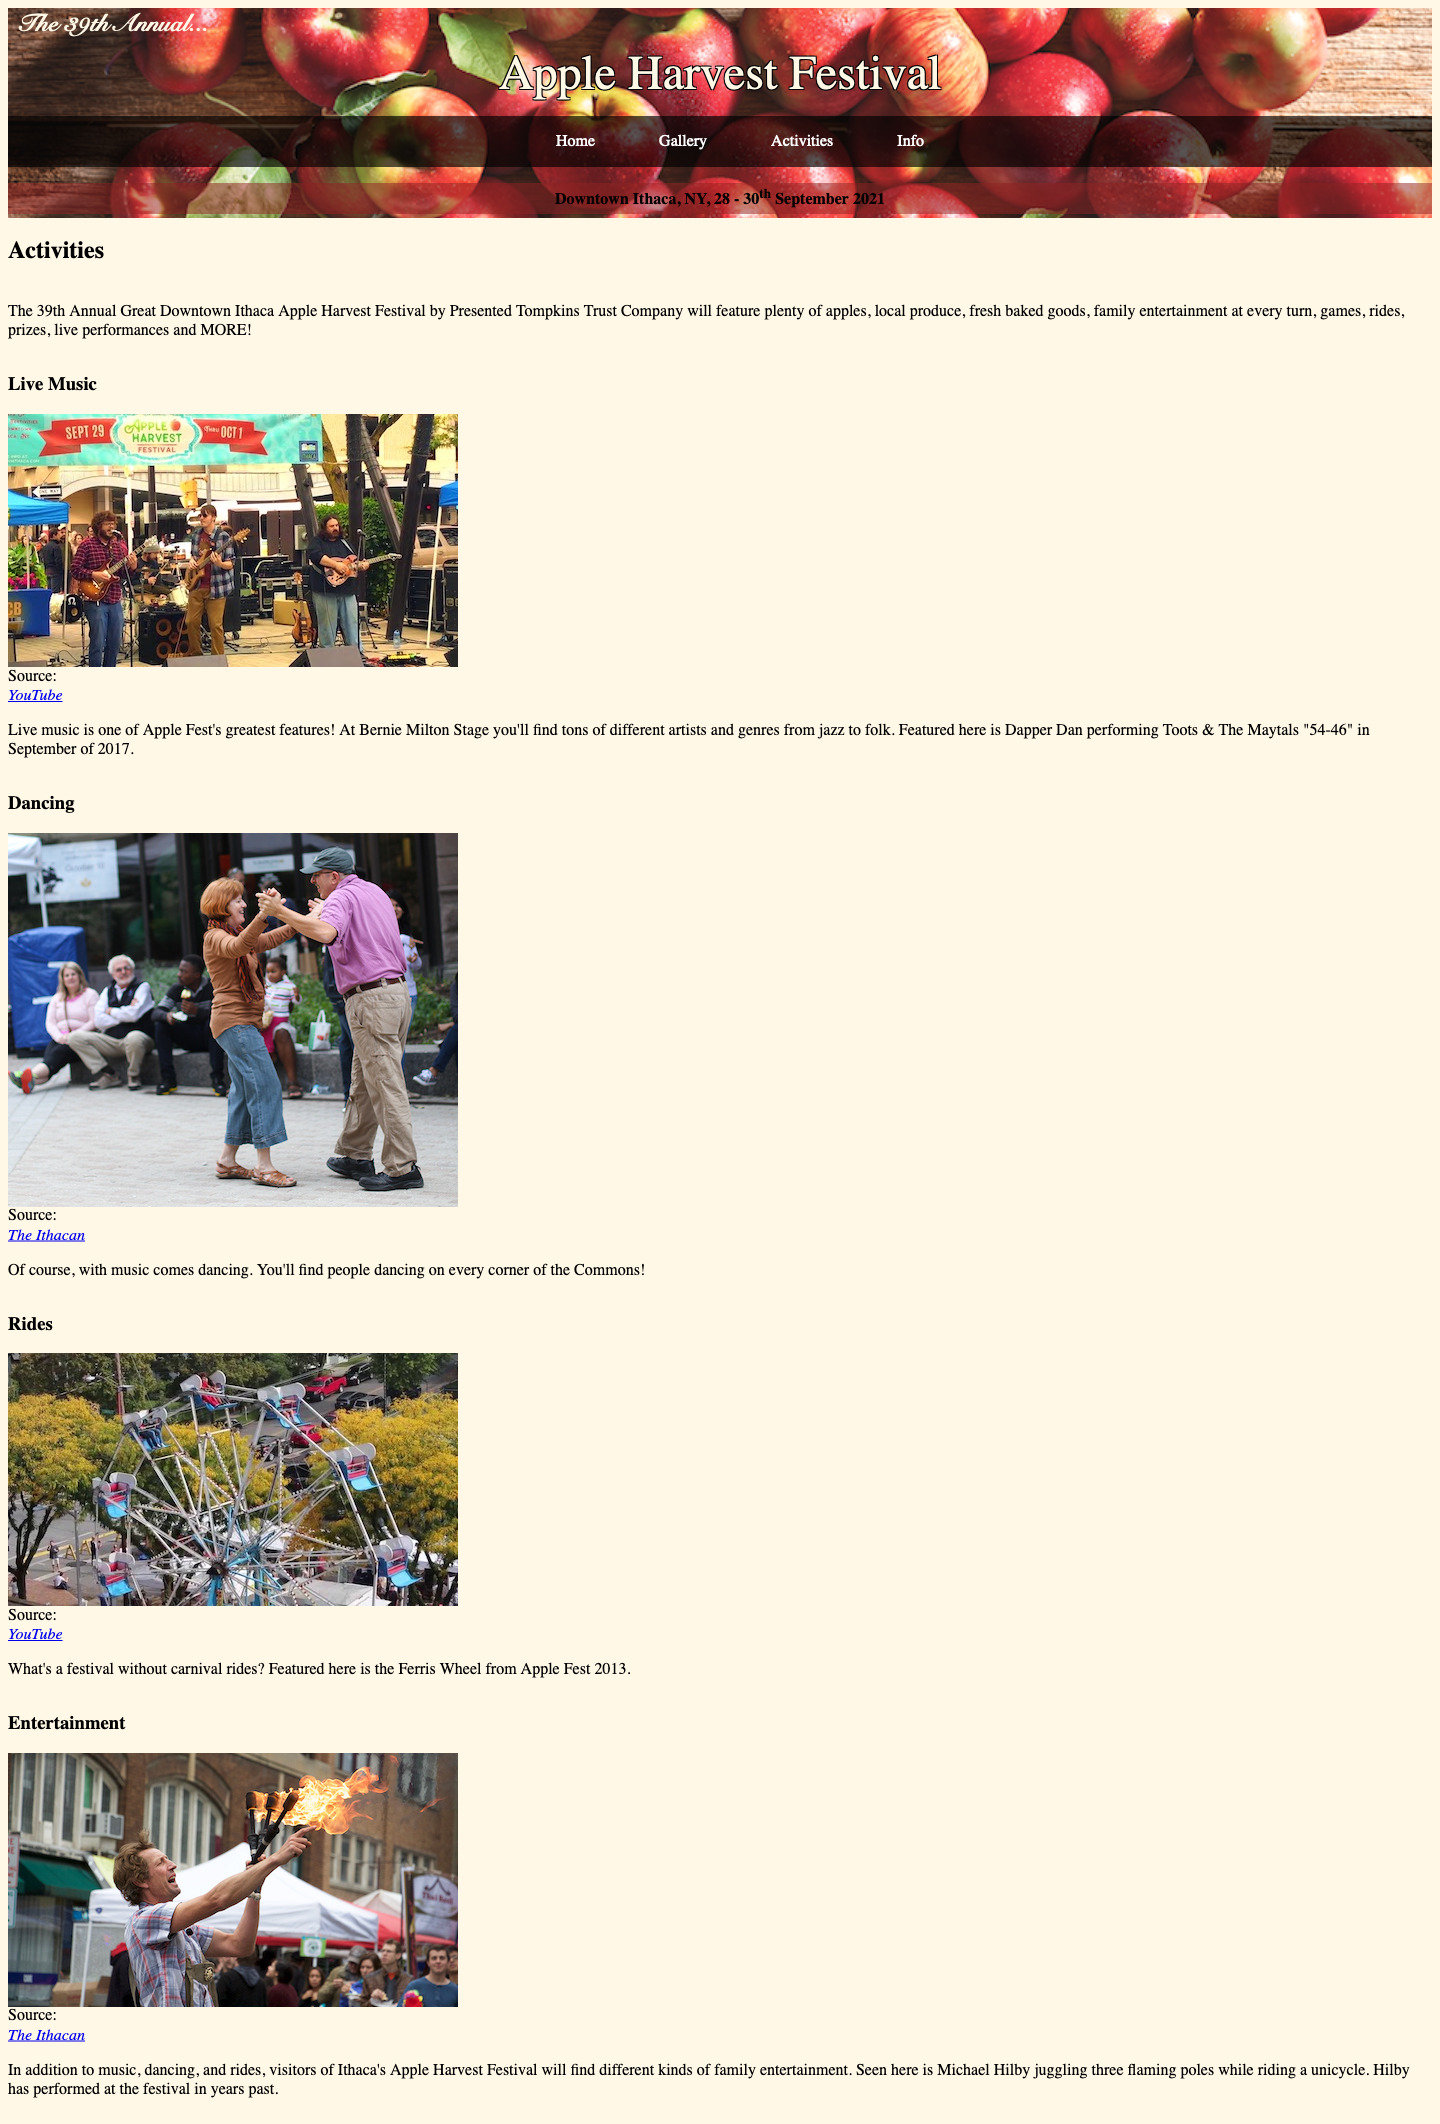 The 39th Annual...
Apple Harvest Festival
Home Gallery Activities Info
Downtown Ithaca, NY, 28 - 30th September 2021
Activities
The 39th Annual Great Downtown Ithaca Apple Harvest Festival by Presented Tompkins Trust Company will feature plenty of apples, local produce, fresh baked goods, family entertainment at every turn, games, rides,
prizes, live performances and MORE!
Live Music
SEPT 29 APPLE HARVEST FESTIVAL THRU OCT 1
Source:
YouTube
Live music is one of Apple Fest's greatest features! At Bernie Milton Stage you'll find tons of different artists and genres from jazz to folk. Featured here is Dapper Dan performing Toots & The Maytals "54-46" in
September of 2017.
Dancing
Source:
The Ithacan
Of course, with music comes dancing. You'll find people dancing on every corner of the Commons!
Rides
Source:
YouTube
What's a festival without carnival rides? Featured here is the Ferris Wheel from Apple Fest 2013.
Entertainment
Source:
The Ithacan
In addition to music, dancing, and rides, visitors of Ithaca's Apple Harvest Festival will find different kinds of family entertainment. Seen here is Michael Hilby juggling three flaming poles while riding a unicycle. Hilby
has performed at the festival in years past.